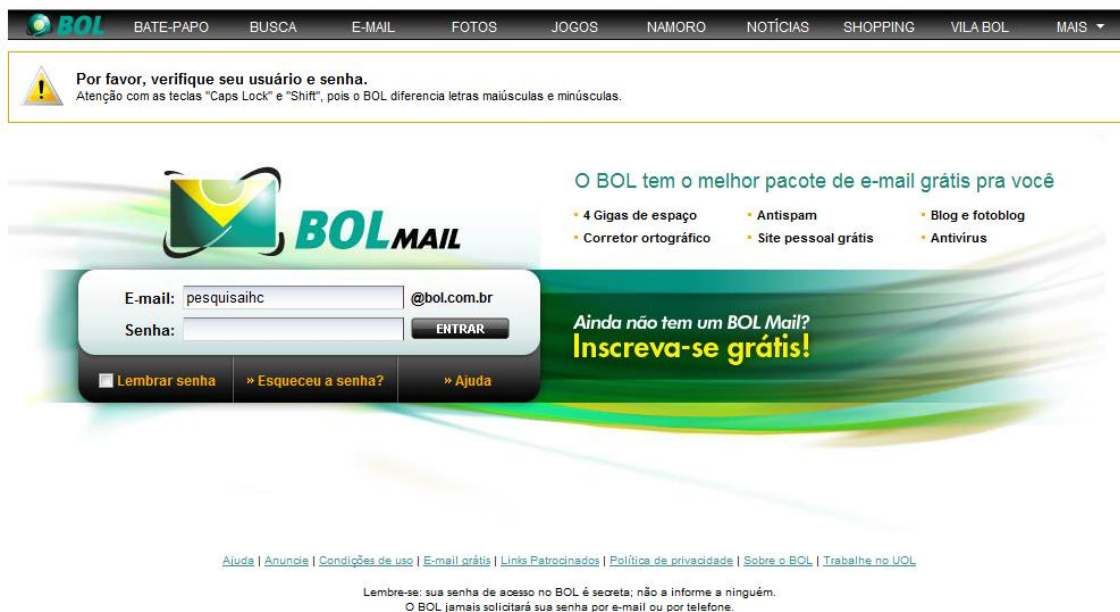 BOL BATE-PAPO BUSCA E-MAIL FOTOS JOGOS NAMORO NOTÍCIAS SHOPPING VILA BOL MAIS
Por favor, verifique seu usuário e senha.
Atenção com as teclas "Caps Lock" e "Shift", pois o BOL diferencia letras maiúsculas e minúsculas.
BOLMAIL
E-mail: pesquisaihc @bol.com.br
Senha: ENTRAR
Lembrar senha » Esqueceu a senha? » Ajuda
O BOL tem o melhor pacote de e-mail grátis pra você
4 Gigas de espaço Antispam Blog e fotoblog
Corretor ortográfico Site pessoal grátis Antivírus
Ainda não tem um BOL Mail?
Inscreva-se grátis!
Ajuda | Anuncie | Condições de uso | E-mail grátis | Links Patrocinados | Política de privacidade | Sobre o BOL | Trabalhe no UOL
Lembre-se: sua senha de acesso no BOL é secreta; não a informe a ninguém.
O BOL jamais solicitará sua senha por e-mail ou por telefone.